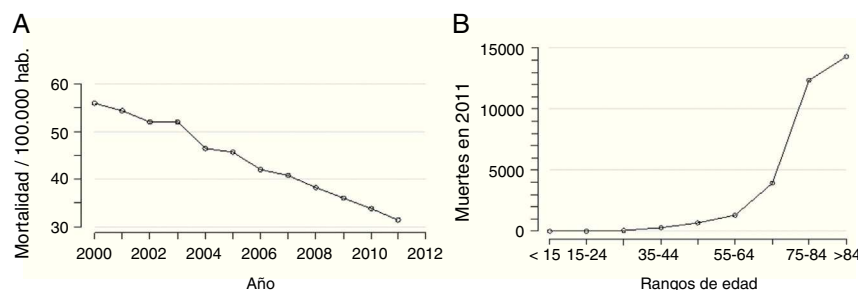 A
Mortalidad / 100.000 hab.
60
50
40
30
2000 2002 2004 2006 2008 2010 2012
Año
B
Muertes en 2011
15000
10000
5000
0
< 15 15-24 35-44 55-64 75-84 >84
Rangos de edad